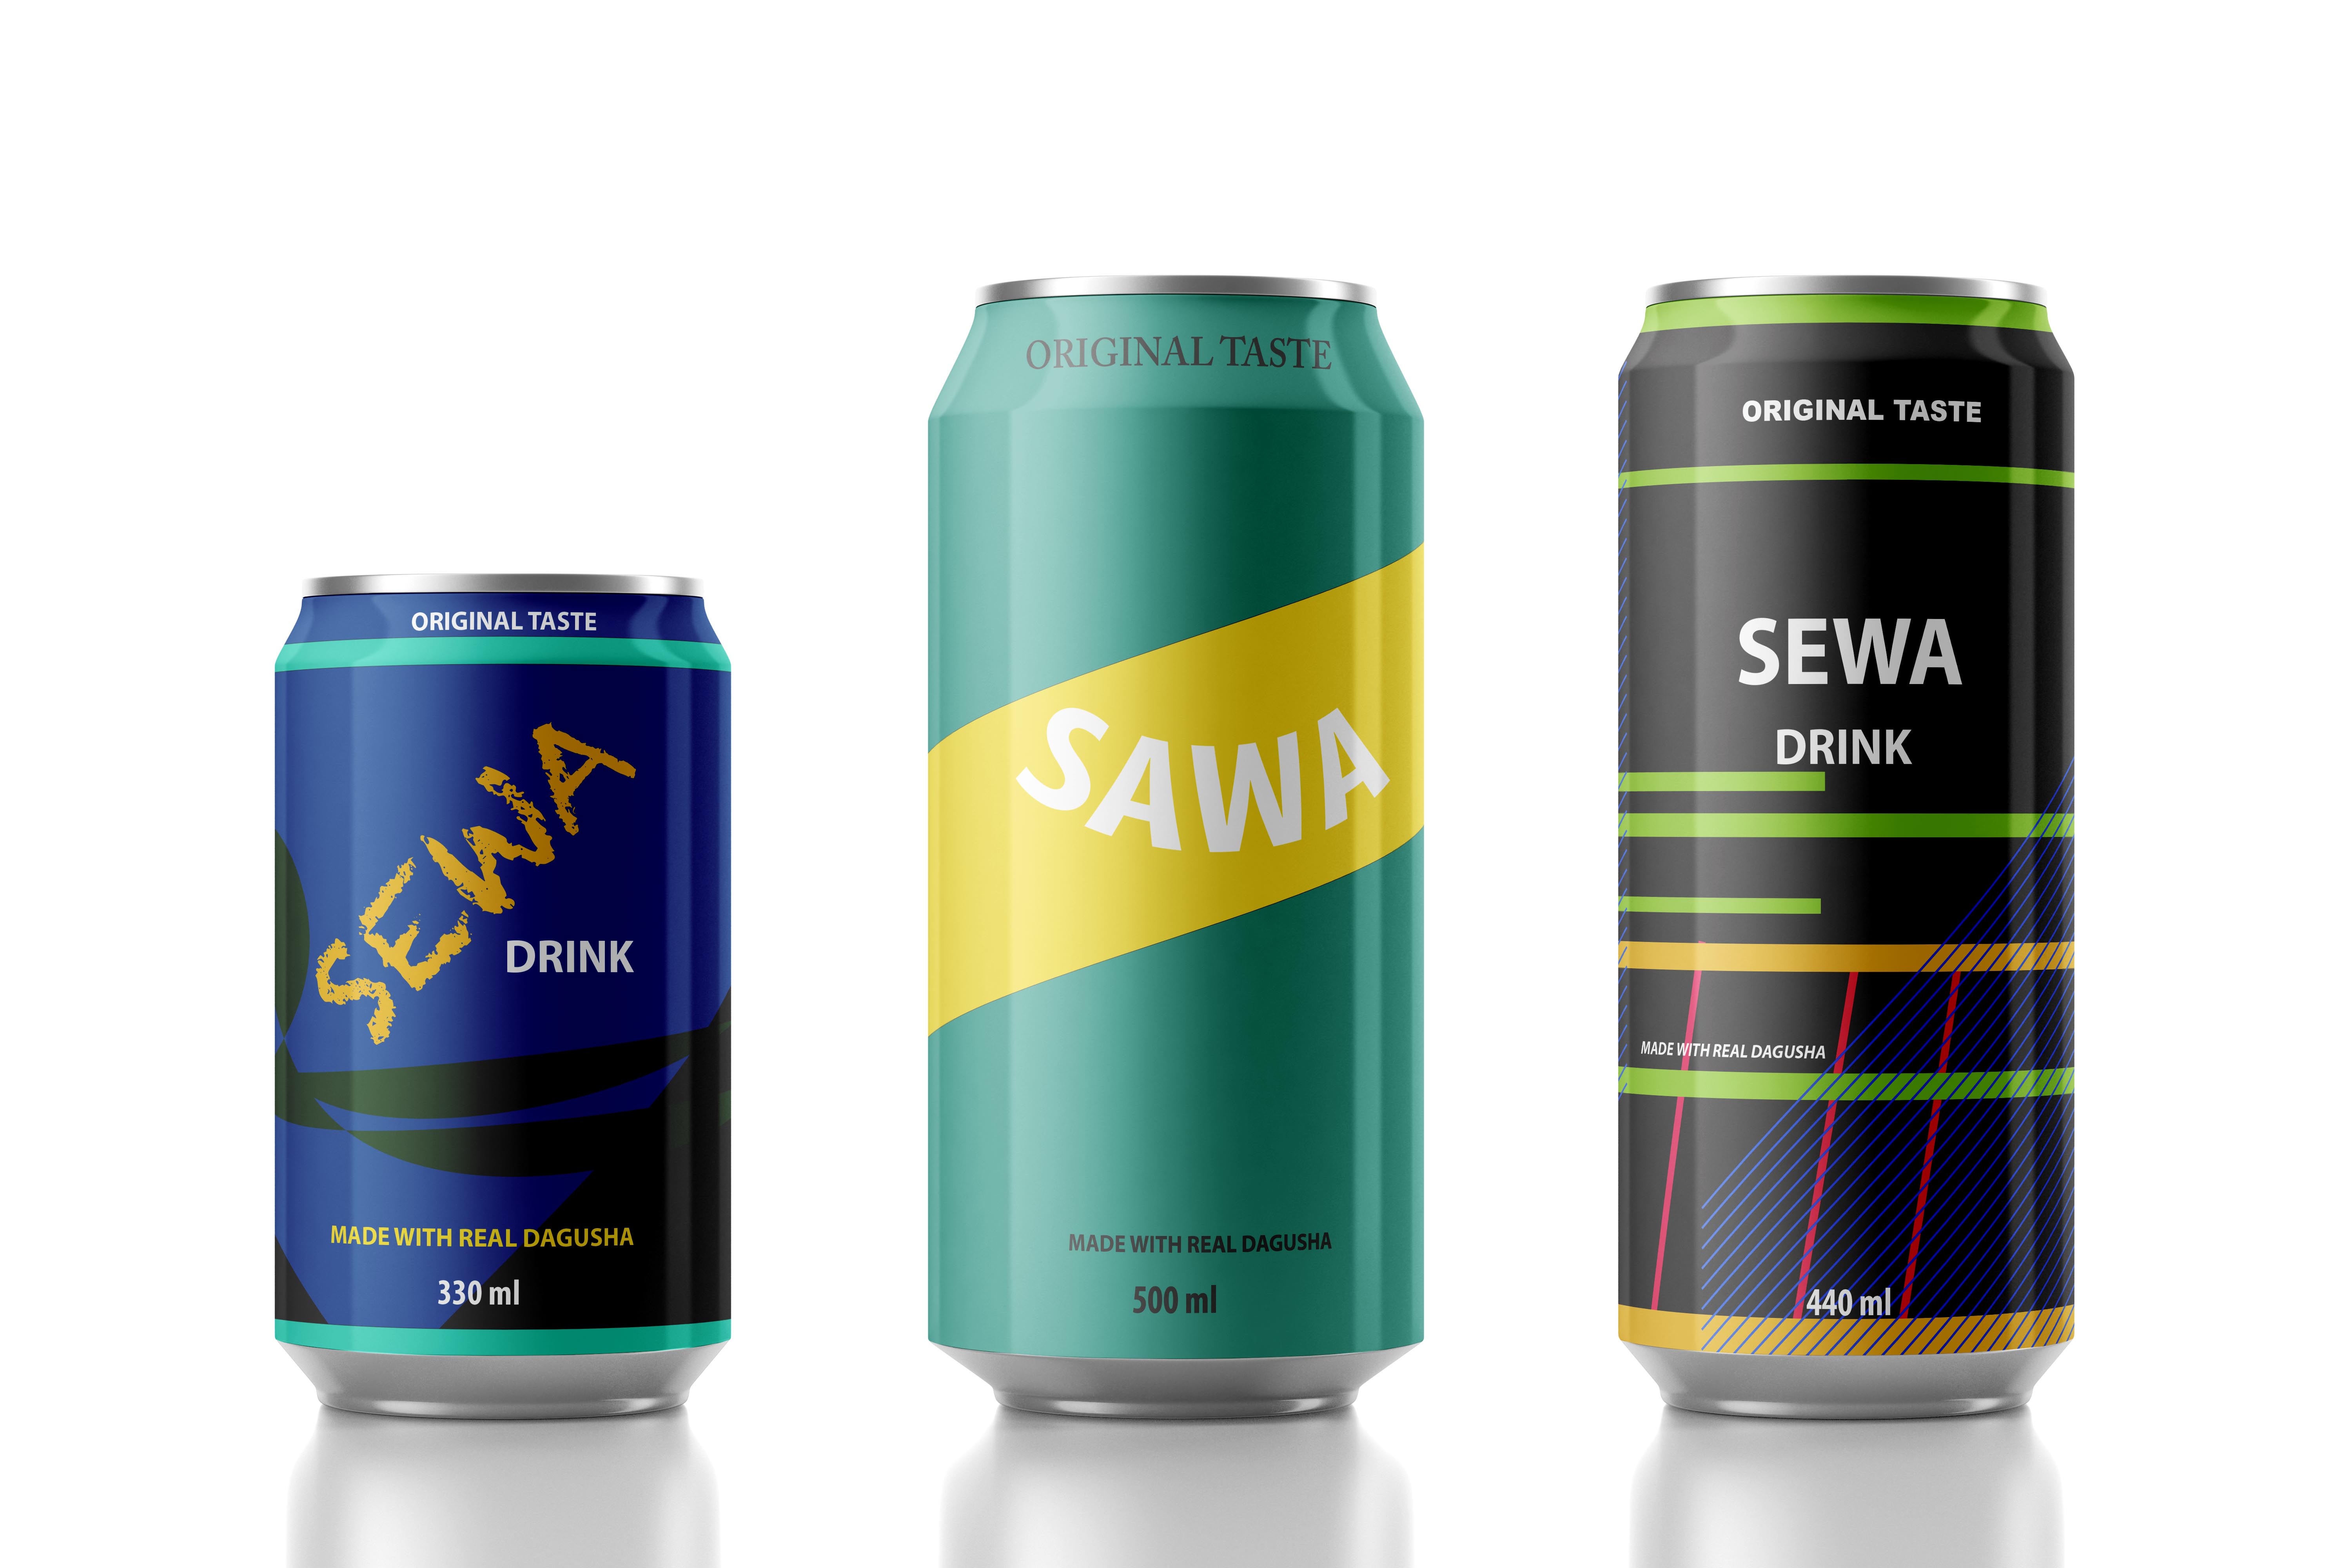 ORIGINAL TASTE
SEWA
DRINK
MADE WITH REAL DAGUSHA
330 ml
ORIGINAL TASTE
SAWA
MADE WITH REAL DAGUSHA
500 ml
ORIGINAL TASTE
SEWA
DRINK
MADE WITH REAL DAGUSHA
440 ml